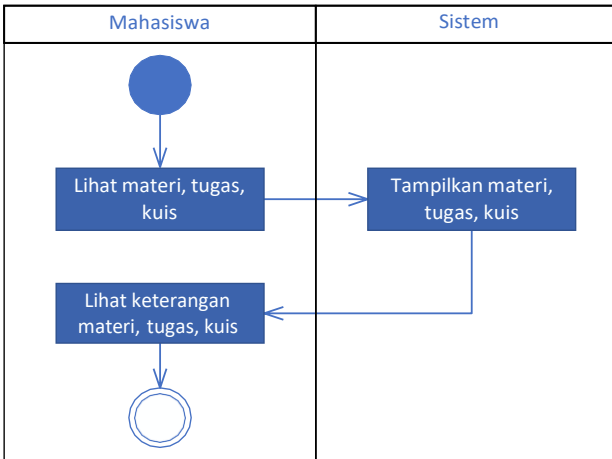 Mahasiswa
Sistem
Lihat materi, tugas,
kuis
Tampilkan materi,
tugas, kuis
Lihat keterangan
materi, tugas, kuis